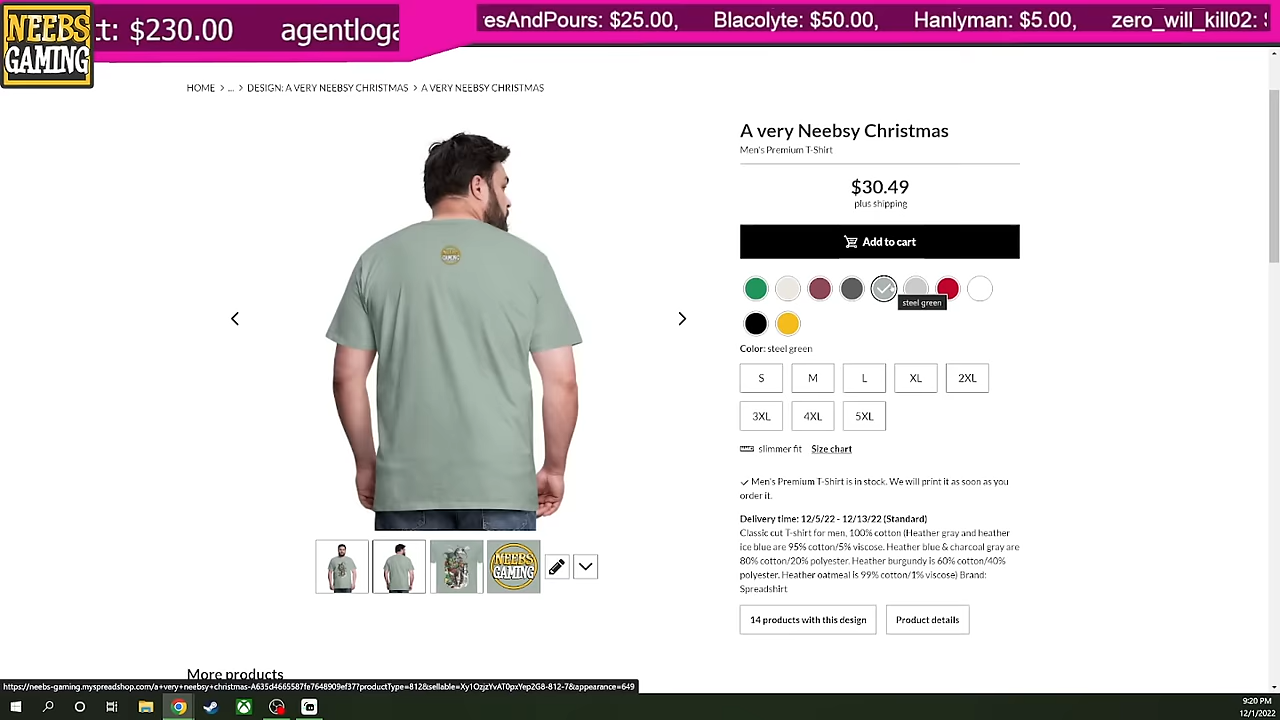 NEEBS
GAMING
t: $230.00 agentloga
esAndPours: $25.00, Blacolyte: $50.00, Hanlyman: $5.00, zero_will_kill02:
HOME > ... > DESIGN: A VERY NEEBSY CHRISTMAS > A VERY NEEBSY CHRISTMAS
A very Neebsy Christmas
Men's Premium T-Shirt
$30.49
plus shipping
Add to cart
NEEBS
GAMING
steel green
Color: steel green
S M L XL 2XL
3XL 4XL 5XL
slimmer fit Size chart
Men's Premium T-Shirt is in stock. We will print it as soon as you
order it.
Delivery time: 12/5/22 - 12/13/22 (Standard)
Classic cut T-shirt for men, 100% cotton (Heather gray and heather
ice blue are 95% cotton/5% viscose. Heather blue & charcoal gray are
80% cotton/20% polyester. Heather burgundy is 60% cotton/40%
polyester. Heather oatmeal is 99% cotton/1% viscose) Brand:
Spreadshirt
NEEBS
GAMING
14 products with this design Product details
More products
9:20 PM
12/1/2022